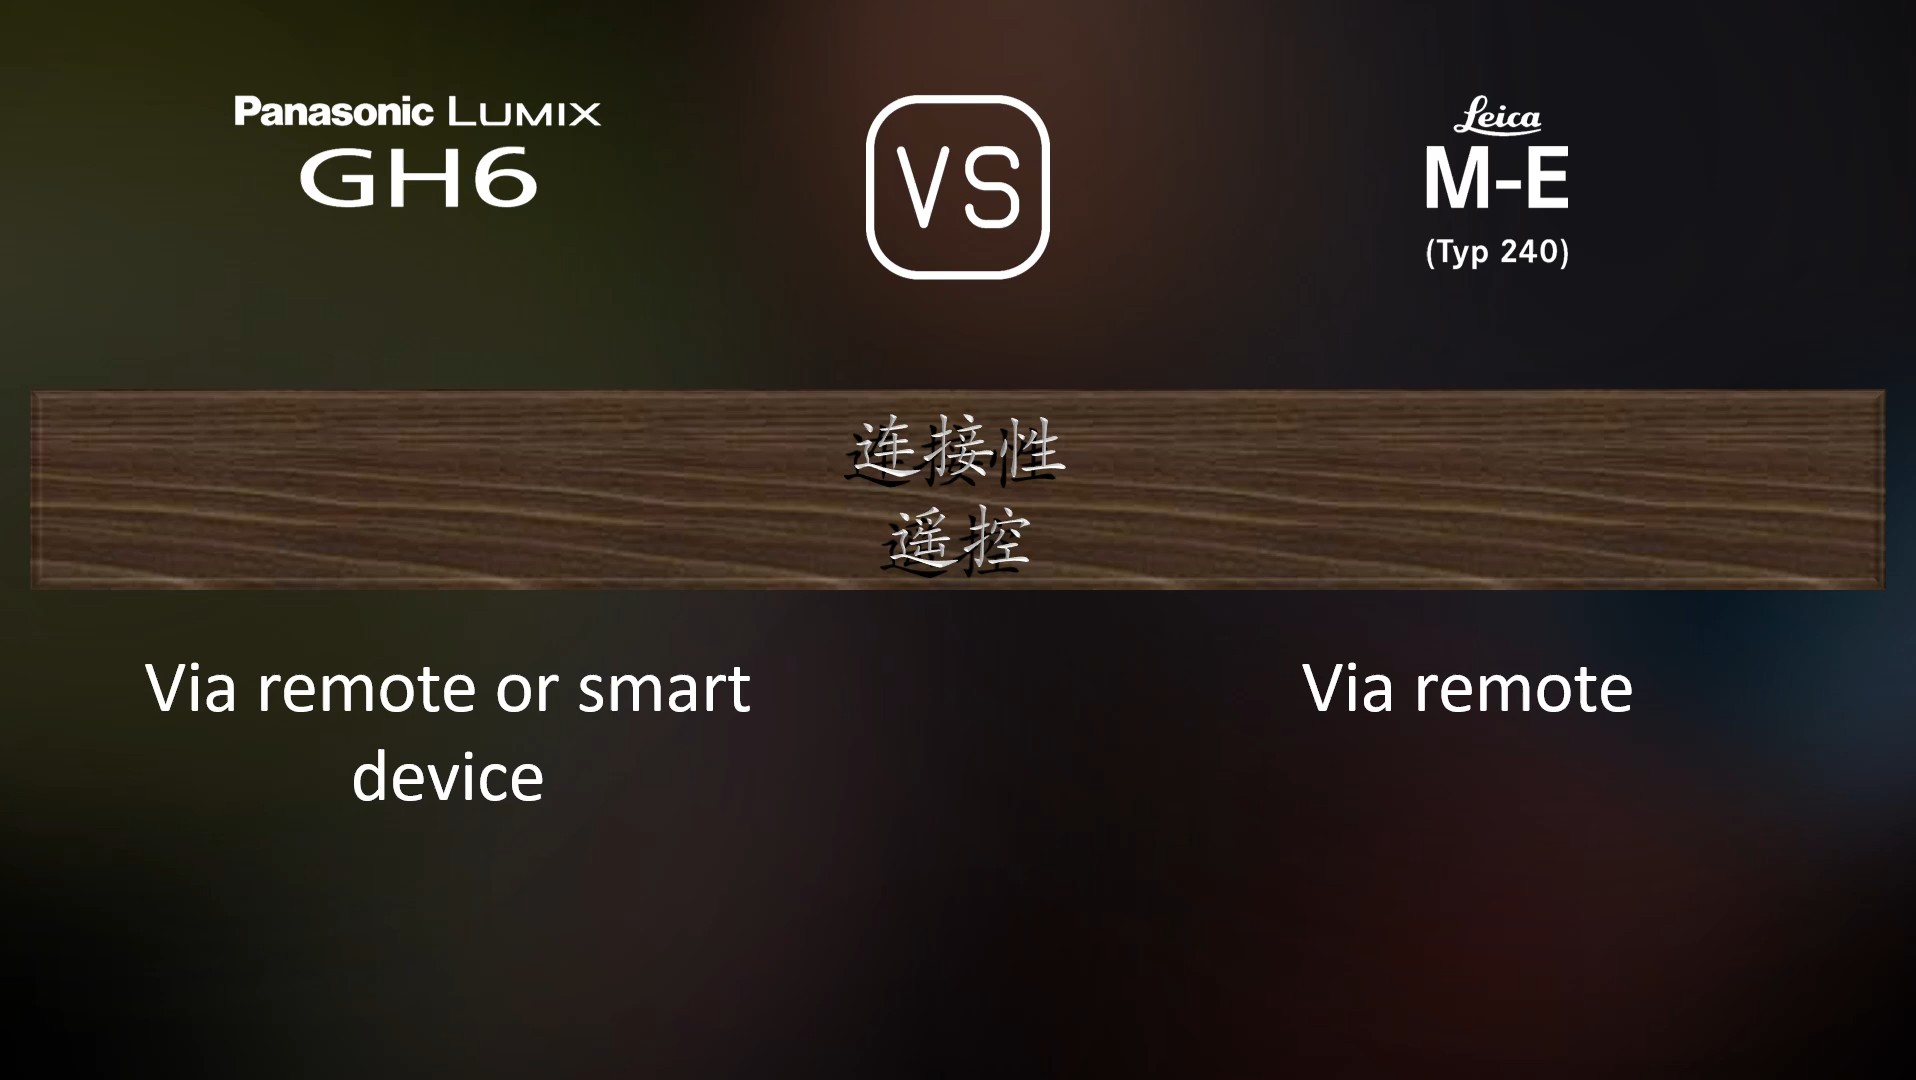 Panasonic LUMIX
GH6
VS
Leica
M-E
(Typ 240)
连接性
遥控
Via remote or smart
device
Via remote